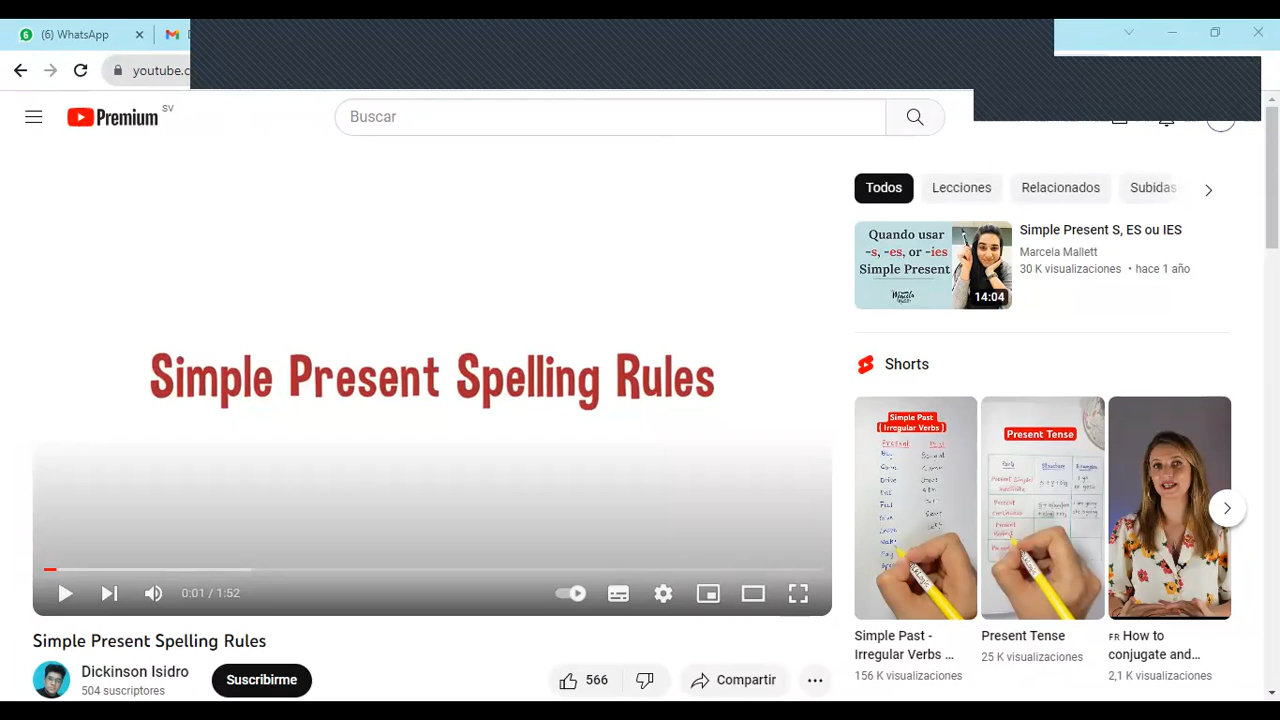 (6) WhatsApp
youtube.c
Premium SV
Buscar
Todos
Lecciones
Relacionados
Subidas
Quando usar
-s, -es, or -ies
Simple Present
14:04
Simple Present S, ES ou IES
Marcela Mallett
30 K visualizaciones • hace 1 año
Simple Present Spelling Rules
Shorts
Simple Past
( Irregular Verbs )
Present
Drive
Present Tense
Structure
0:01 / 1:52
Simple Present Spelling Rules
Dickinson Isidro
504 suscriptores
Suscribirme
566
Compartir
Simple Past -
Irregular Verbs ...
156 K visualizaciones
Present Tense
25 K visualizaciones
FR How to
conjugate and...
2,1 K visualizaciones